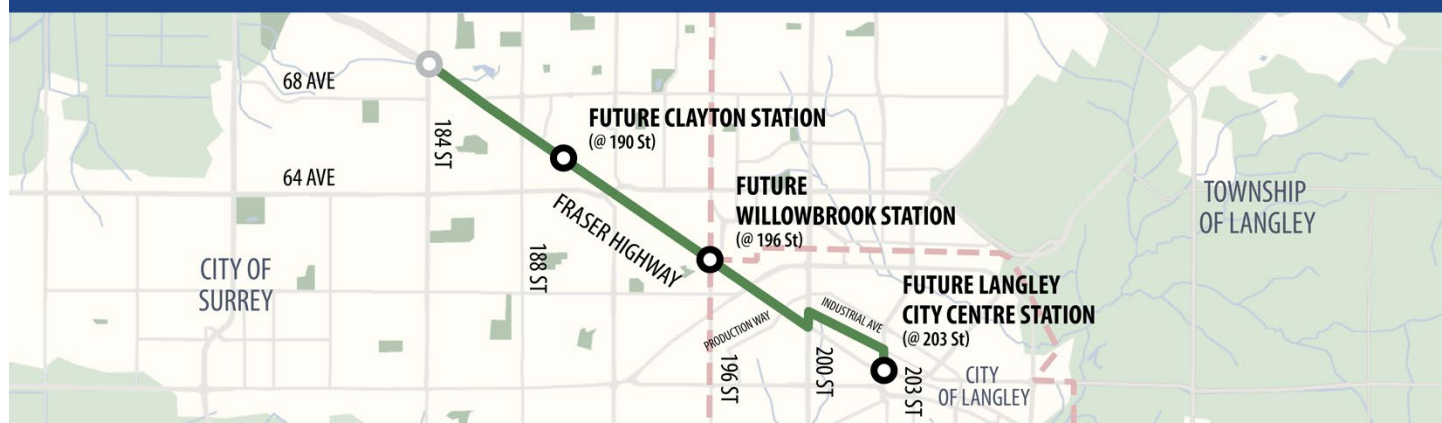 68 AVE
184 ST
FUTURE CLAYTON STATION
(@ 190 St)
64 AVE
FRASER HIGHWAY
188 ST
FUTURE
WILLOWBROOK STATION
(@ 196 St)
TOWNSHIP
OF LANGLEY
CITY OF
SURREY
FUTURE LANGLEY
CITY CENTRE STATION
(@ 203 St)
PRODUCTION WAY
INDUSTRIAL AVE
196 ST
200 ST
203 ST
CITY
OF LANGLEY